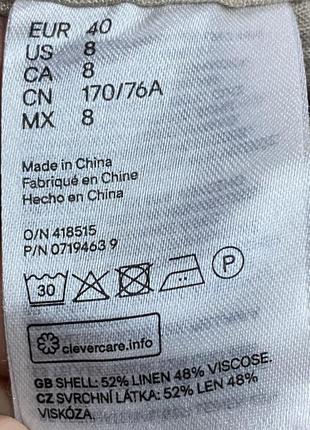 EUR 40
US 8
CA 8
CN 170/76A
MX 8
Made in China
Fabriqué en Chine
Hecho en China
O/N 418515
P/N 0719463 9
30
P
clevercare.info
GB SHELL: 52% LINEN 48% VISCOSE.
CZ SVRCHNÍ LÁTKA: 52% LEN 48%
VISKÓZA.